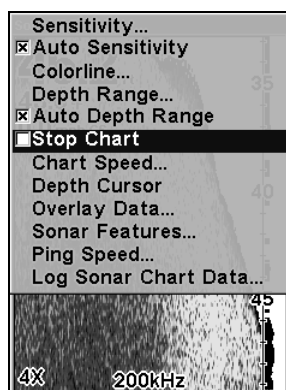 Sensitivity...
Auto Sensitivity
Colorline...
Depth Range...
35
Auto Depth Range
Stop Chart
Chart Speed...
Depth Cursor
40
Overlay Data...
Sonar Features...
Ping Speed...
Log Sonar Chart Data...
45
4X 200kHz